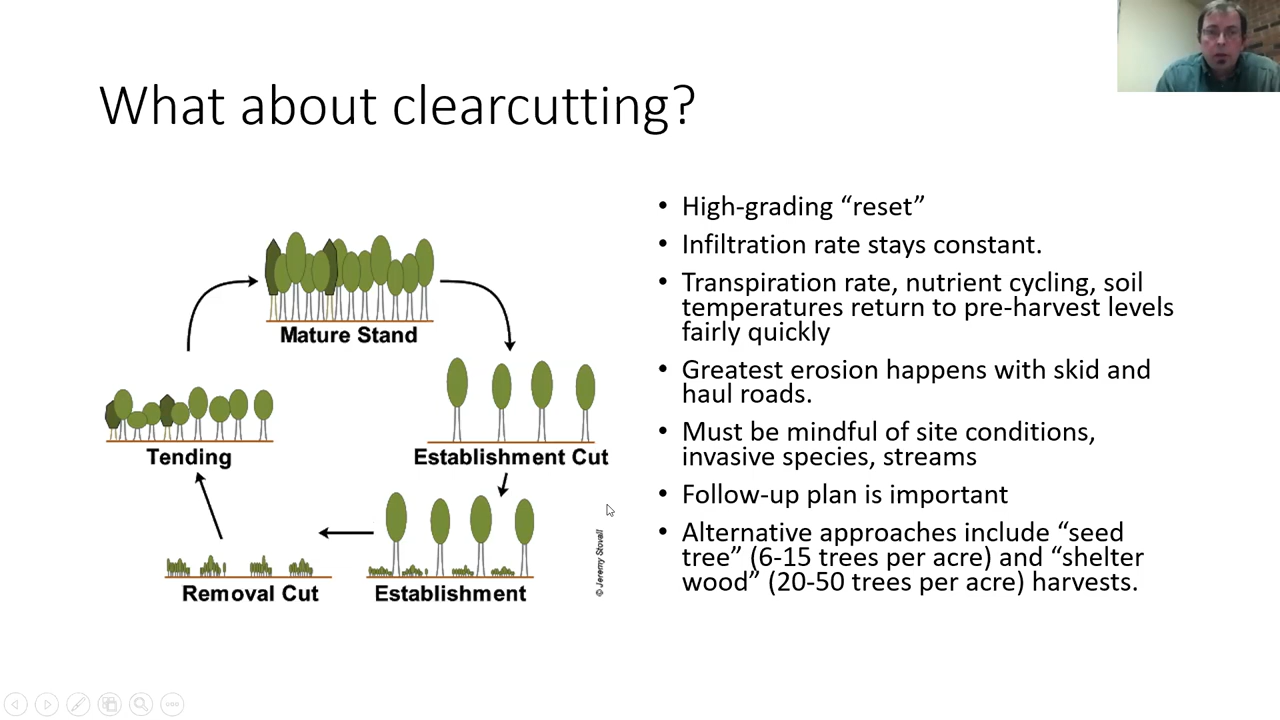 What about clearcutting?
Mature Stand
Tending
Establishment Cut
Removal Cut
Establishment
© Jeremy Stovall
• High-grading “reset”
• Infiltration rate stays constant.
• Transpiration rate, nutrient cycling, soil
temperatures return to pre-harvest levels
fairly quickly
• Greatest erosion happens with skid and
haul roads.
• Must be mindful of site conditions,
invasive species, streams
• Follow-up plan is important
• Alternative approaches include “seed
tree” (6-15 trees per acre) and “shelter
wood” (20-50 trees per acre) harvests.